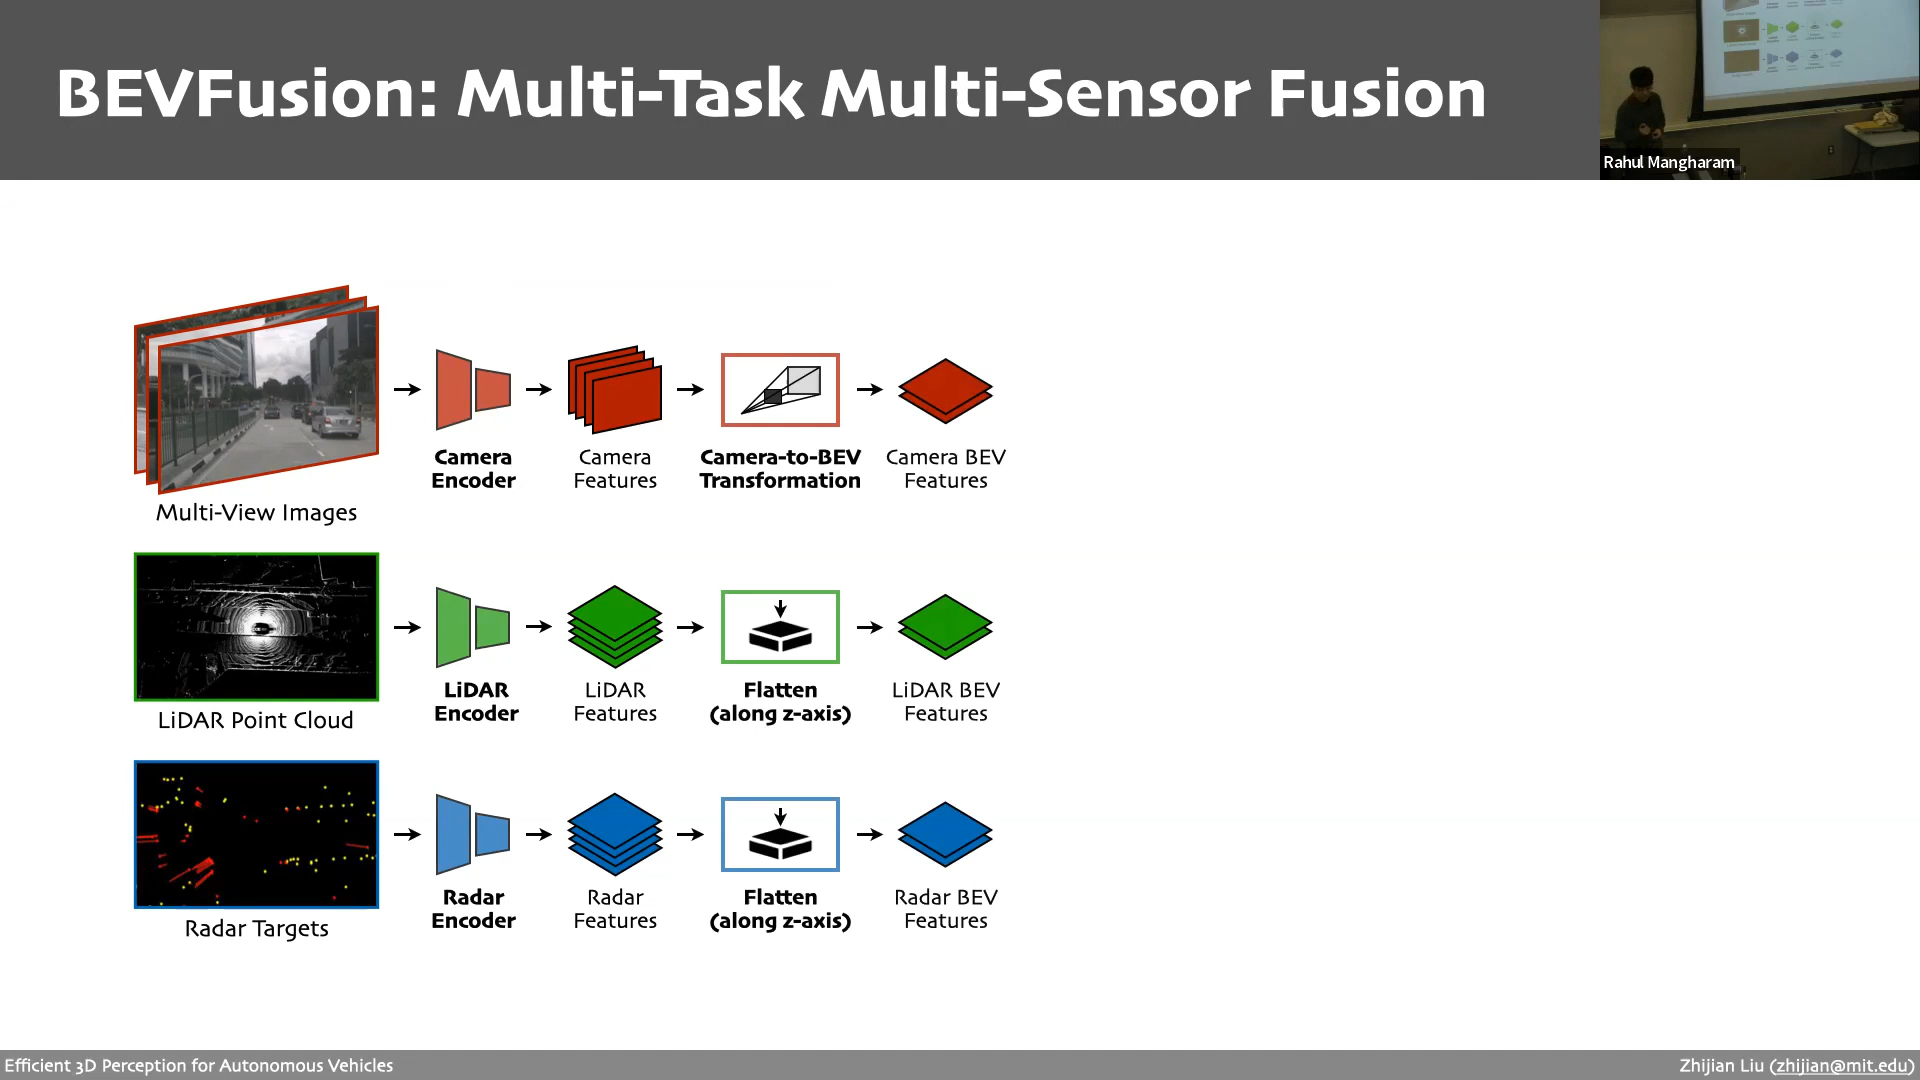 BEVFusion: Multi-Task Multi-Sensor Fusion
Rahul Mangharam
Camera
Encoder
Camera
Features
Camera-to-BEV
Transformation
Camera BEV
Features
Multi-View Images
LiDAR
Encoder
LiDAR
Features
Flatten
(along z-axis)
LiDAR BEV
Features
LiDAR Point Cloud
Radar
Encoder
Radar
Features
Flatten
(along z-axis)
Radar BEV
Features
Radar Targets
Efficient 3D Perception for Autonomous Vehicles
Zhijian Liu (zhijian@mit.edu)